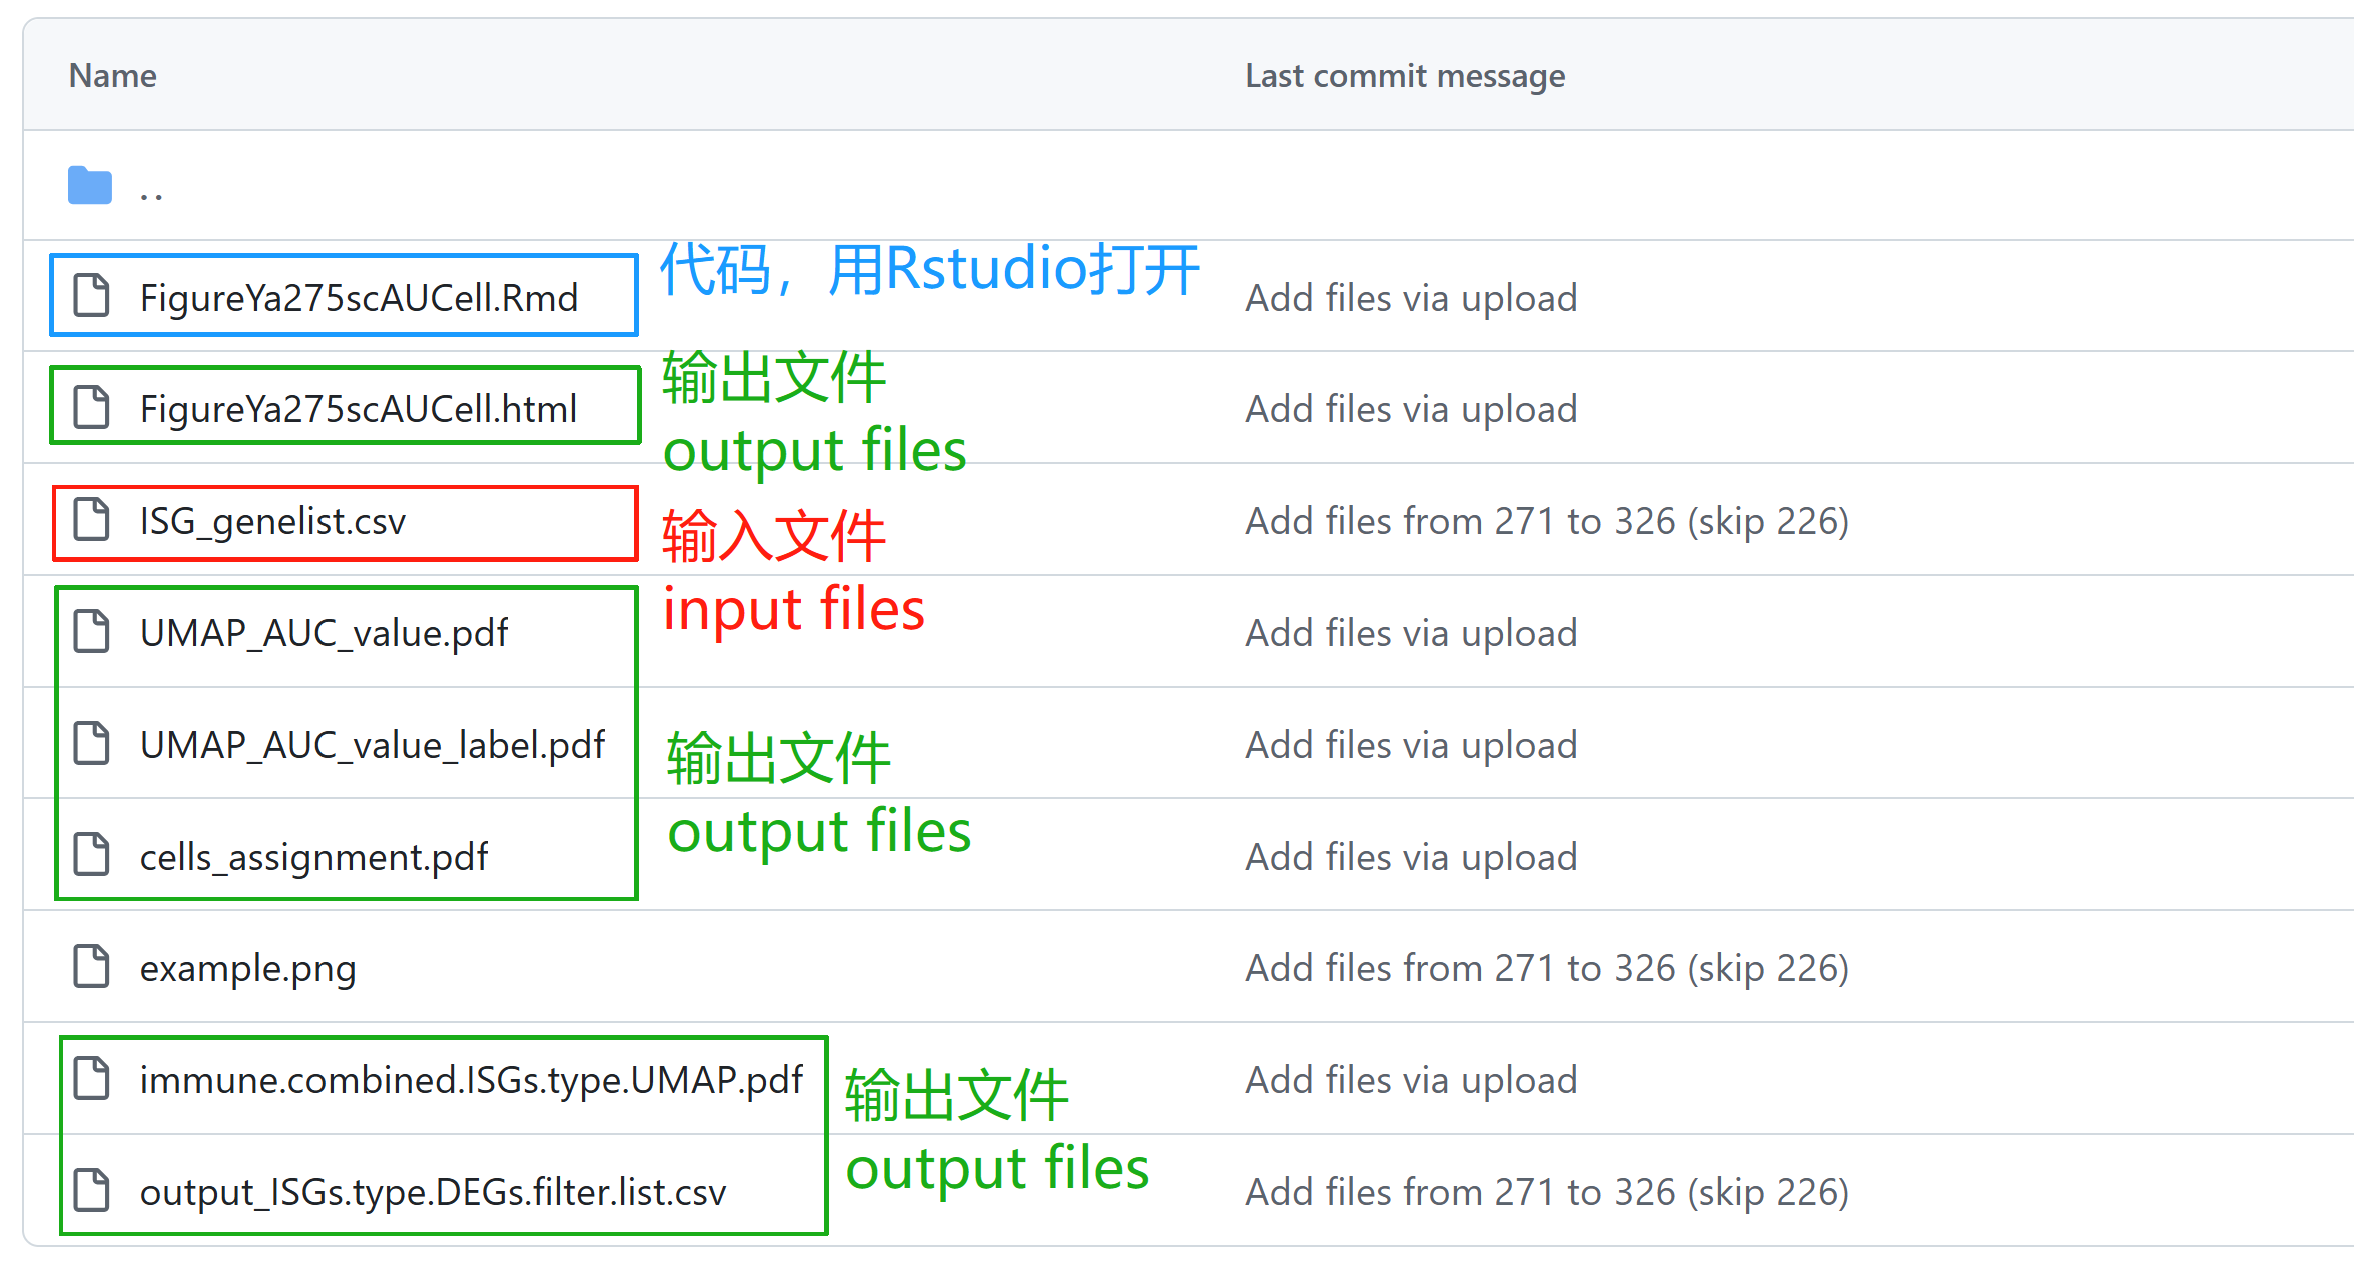 Name Last commit message
..
FigureYa275scAUCell.Rmd 代码，用Rstudio打开 Add files via upload
FigureYa275scAUCell.html 输出文件 Add files via upload
output files
ISG_genelist.csv 输入文件 Add files from 271 to 326 (skip 226)
input files
UMAP_AUC_value.pdf Add files via upload
UMAP_AUC_value_label.pdf 输出文件 Add files via upload
output files
cells_assignment.pdf Add files via upload
example.png Add files from 271 to 326 (skip 226)
immune.combined.ISGs.type.UMAP.pdf 输出文件 Add files via upload
output files
output_ISGs.type.DEGs.filter.list.csv Add files from 271 to 326 (skip 226)